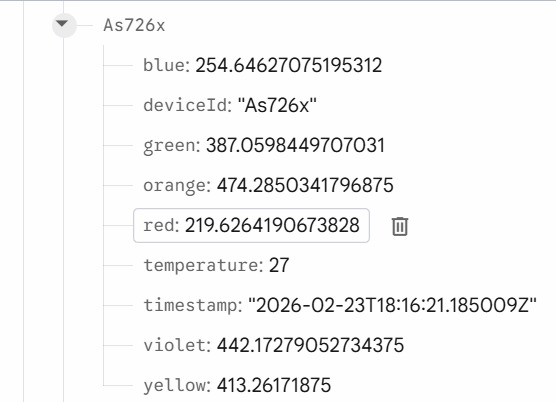 As726x
blue: 254.64627075195312
deviceId: "As726x"
green: 387.0598449707031
orange: 474.2850341796875
red: 219.6264190673828
temperature: 27
timestamp: "2026-02-23T18:16:21.185009Z"
violet: 442.17279052734375
yellow: 413.26171875